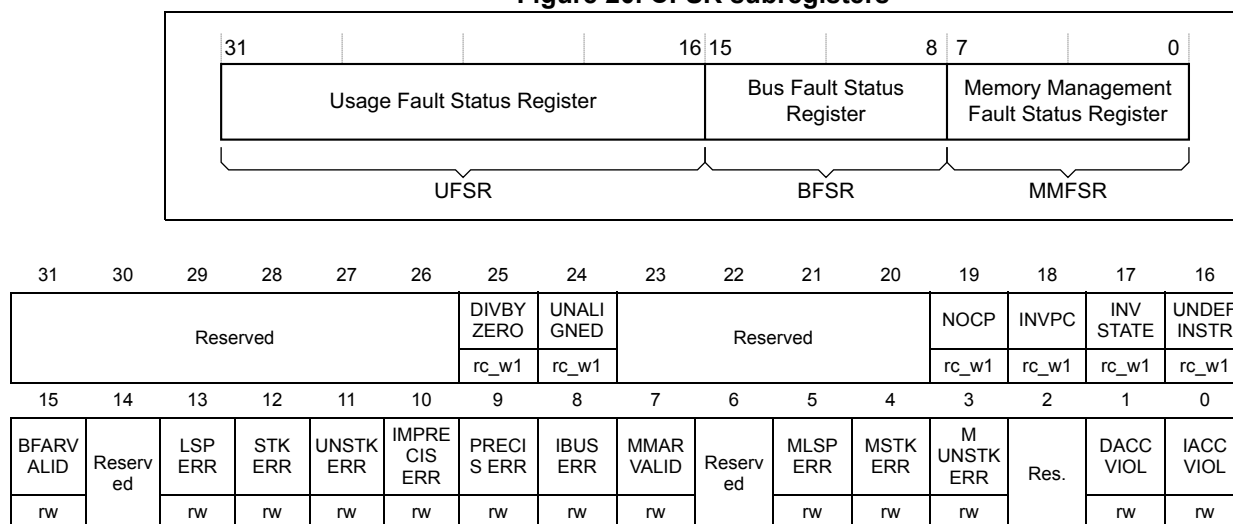 31 16 15 8 7 0
Usage Fault Status Register
Bus Fault Status
Register
Memory Management
Fault Status Register
UFSR BFSR MMFSR
31 30 29 28 27 26 25 24 23 22 21 20 19 18 17 16
Reserved
DIVBY
ZERO
UNALI
GNED
Reserved
NOCP
INVPC
INV
STATE
UNDEF
INSTR
rc_w1 rc_w1 rc_w1 rc_w1 rc_w1 rc_w1
15 14 13 12 11 10 9 8 7 6 5 4 3 2 1 0
BFARV
ALID
Reserv
ed
LSP
ERR
STK
ERR
UNSTK
ERR
IMPRE
CIS
ERR
PRECI
S ERR
IBUS
ERR
MMAR
VALID
Reserv
ed
MLSP
ERR
MSTK
ERR
M
UNSTK
ERR
Res.
DACC
VIOL
IACC
VIOL
rw rw rw rw rw rw rw rw rw rw rw rw rw